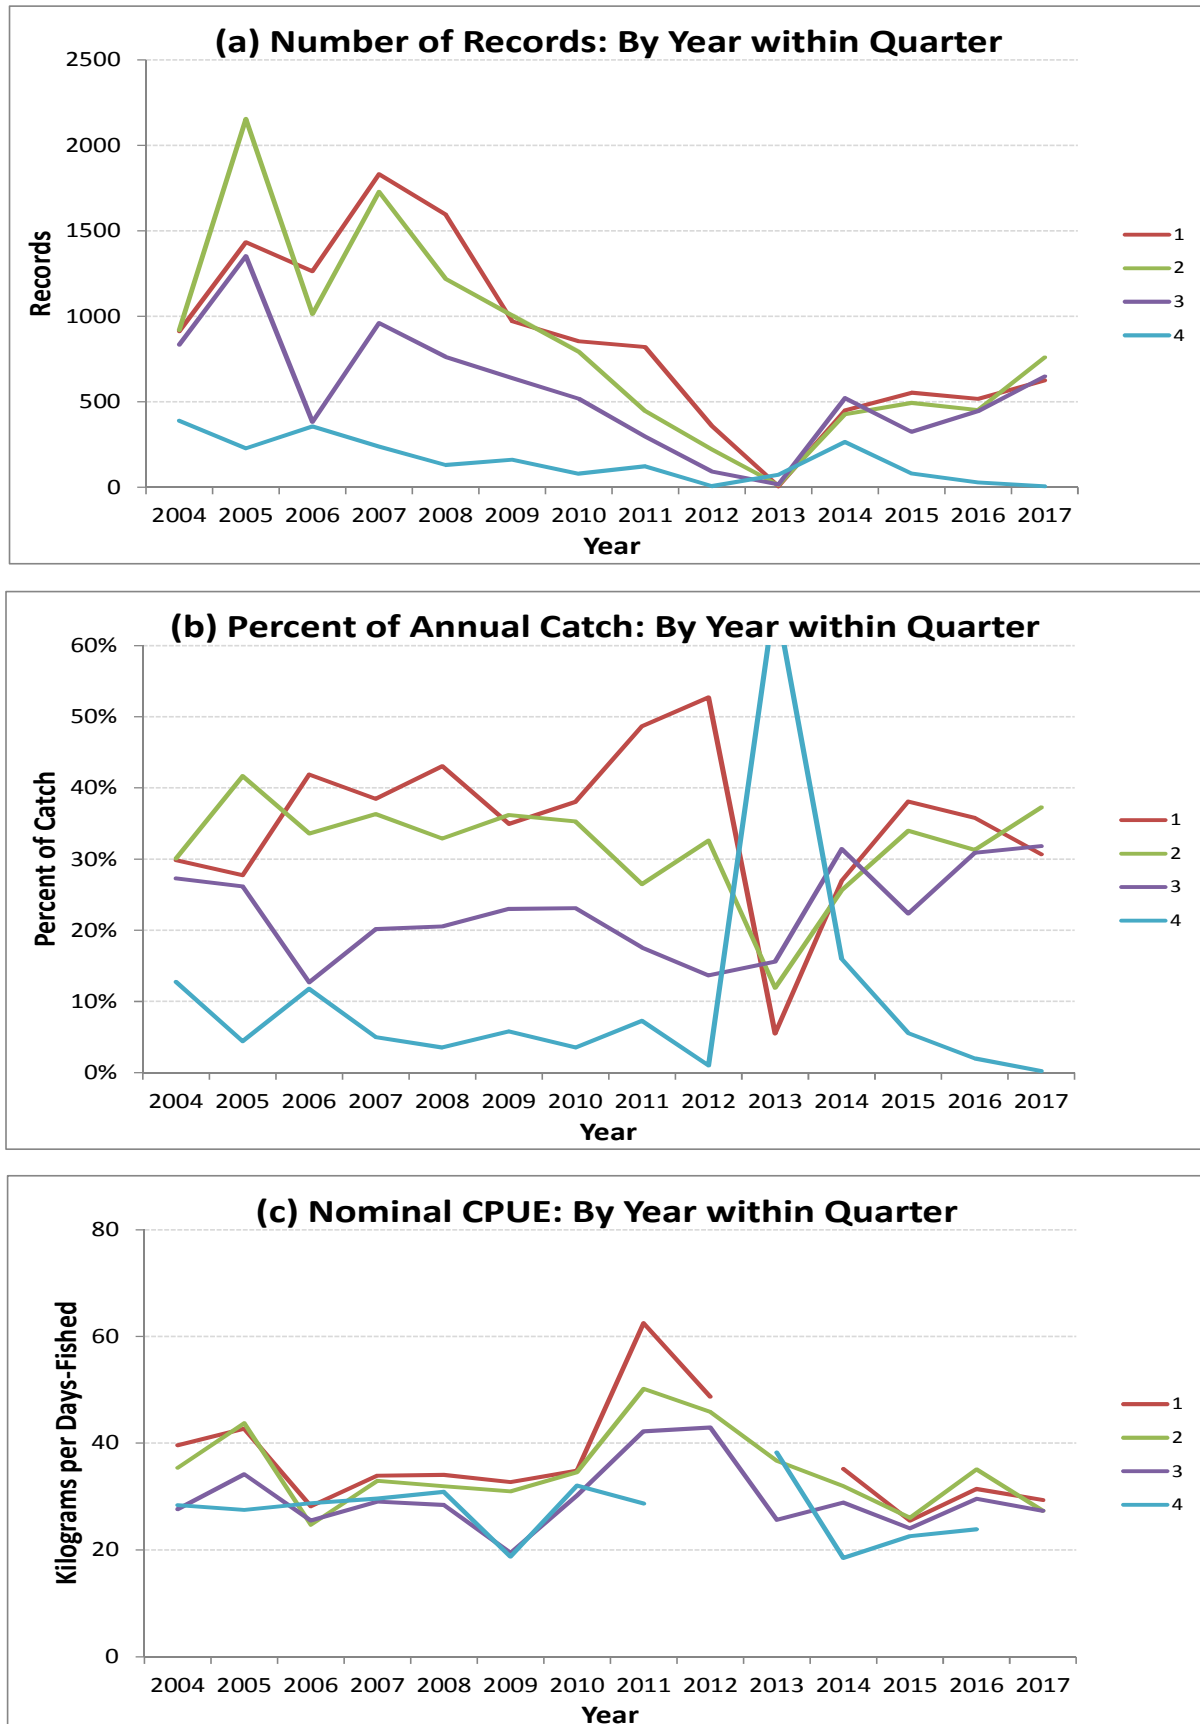 (a) Number of Records: By Year within Quarter
2500
2000
1500
1000
500
0
Records
2004 2005 2006 2007 2008 2009 2010 2011 2012 2013 2014 2015 2016 2017
Year
1
2
3
4
(b) Percent of Annual Catch: By Year within Quarter
60%
50%
40%
30%
20%
10%
0%
Percent of Catch
2004 2005 2006 2007 2008 2009 2010 2011 2012 2013 2014 2015 2016 2017
Year
1
2
3
4
(c) Nominal CPUE: By Year within Quarter
80
60
40
20
0
Kilograms per Days-Fished
2004 2005 2006 2007 2008 2009 2010 2011 2012 2013 2014 2015 2016 2017
Year
1
2
3
4